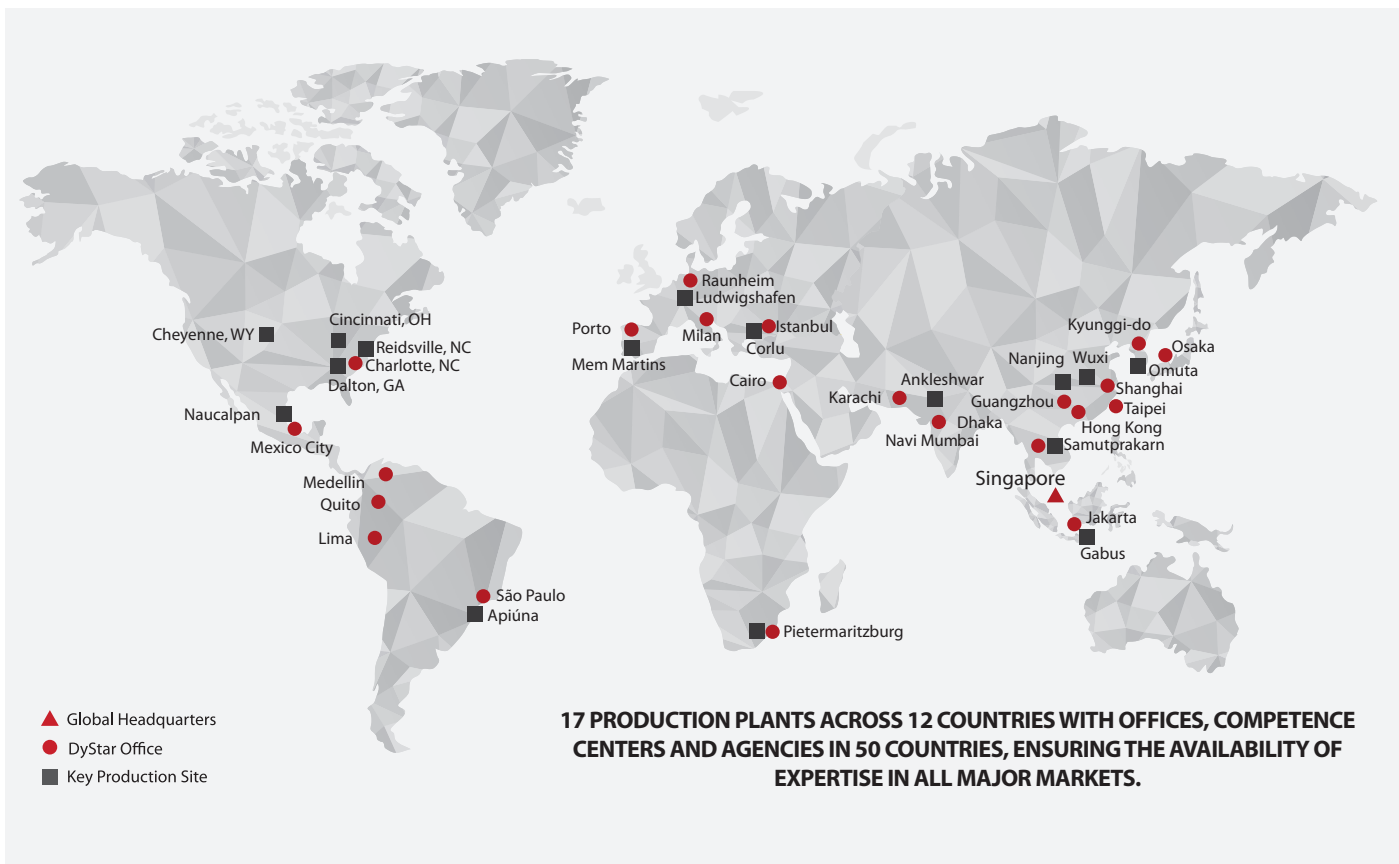 Raunheim
Ludwigshafen
Cincinnati, OH
Kyunggi-do
Cheyenne, WY
Porto
Milan
Istanbul
Reidsville, NC
Corlu
Osaka
Nanjing
Wuxi
Charlotte, NC
Mem Martins
Omuta
Dalton, GA
Cairo
Ankleshwar
Shanghai
Karachi
Guangzhou
Taipei
Naucalpan
Dhaka
Hong Kong
Navi Mumbai
Samutprakarn
Mexico City
Medellin
Singapore
Quito
Jakarta
Lima
Gabus
São Paulo
Apiúna
Pietermaritzburg
Global Headquarters
DyStar Office
Key Production Site
17 PRODUCTION PLANTS ACROSS 12 COUNTRIES WITH OFFICES, COMPETENCE
CENTERS AND AGENCIES IN 50 COUNTRIES, ENSURING THE AVAILABILITY OF
EXPERTISE IN ALL MAJOR MARKETS.